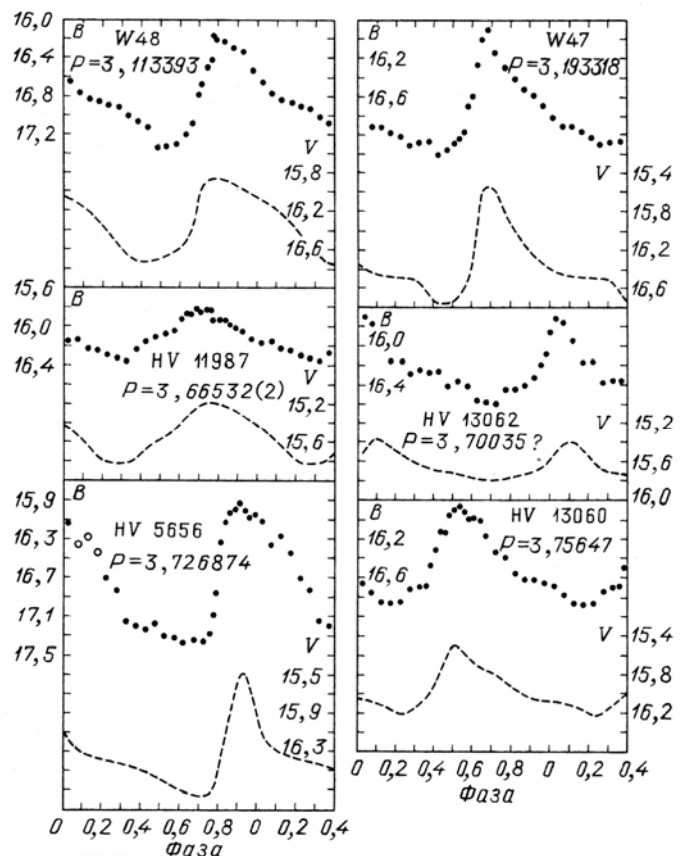 16,0
16,4
16,8
17,2
B
W48
P=3,113393
V
15,8
16,2
16,6
B
16,2
16,6
W47
P=3,193318
V
15,4
15,8
16,2
16,6
15,6
16,0
16,4
B
HV 11987
P=3,66532(2)
V
15,2
15,6
B
16,0
16,4
HV 13062
P=3,70035?
V
15,2
15,6
16,0
15,9
16,3
16,7
17,1
17,5
B
HV 5656
P=3,726874
V
15,5
15,9
16,3
0 0,2 0,4 0,6 0,8 0 0,2 0,4
Фаза
B
16,2
16,6
HV 13060
P=3,75647
V
15,4
15,8
16,2
0 0,2 0,4 0,6 0,8 0 0,2 0,4
Фаза